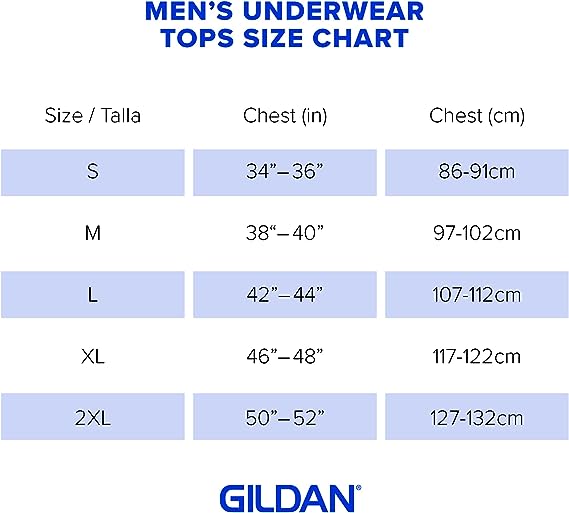 MEN’S UNDERWEAR
TOPS SIZE CHART
Size / Talla Chest (in) Chest (cm)
S 34”–36” 86-91cm
M 38“–40” 97-102cm
L 42”–44” 107-112cm
XL 46”–48” 117-122cm
2XL 50”–52” 127-132cm
GILDAN®